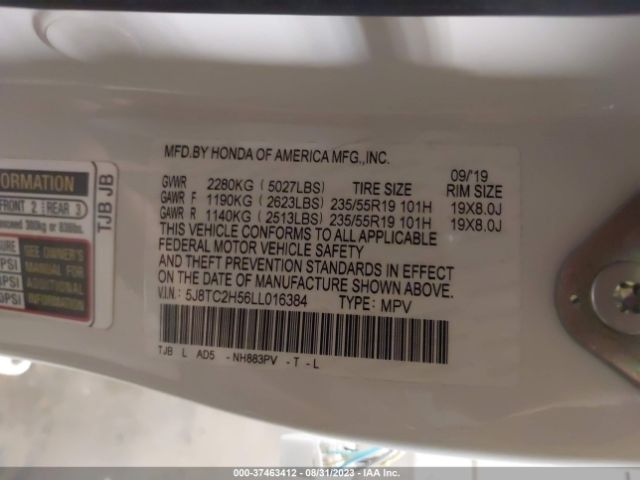 MFD.BY HONDA OF AMERICA MFG.,INC.
09/'19
GVWR 2280KG (5027LBS) TIRE SIZE RIM SIZE
GAWR F 1190KG (2623LBS) 235/55R19 101H 19X8.0J
GAWR R 1140KG (2513LBS) 235/55R19 101H 19X8.0J
THIS VEHICLE CONFORMS TO ALL APPLICABLE
FEDERAL MOTOR VEHICLE SAFETY
AND THEFT PREVENTION STANDARDS IN EFFECT
ON THE DATE OF MANUFACTURE SHOWN ABOVE.
V.I.N.: 5J8TC2H56LL016384 TYPE: MPV
TJB L AD5 -NH883PV -T-L
ORMATION
FRONT 2 REAR 3
TJB JB
SEE OWNER'S
MANUAL FOR
ADDITIONAL
INFORMATION
000-37463412 - 08/31/2023 - IAA Inc.